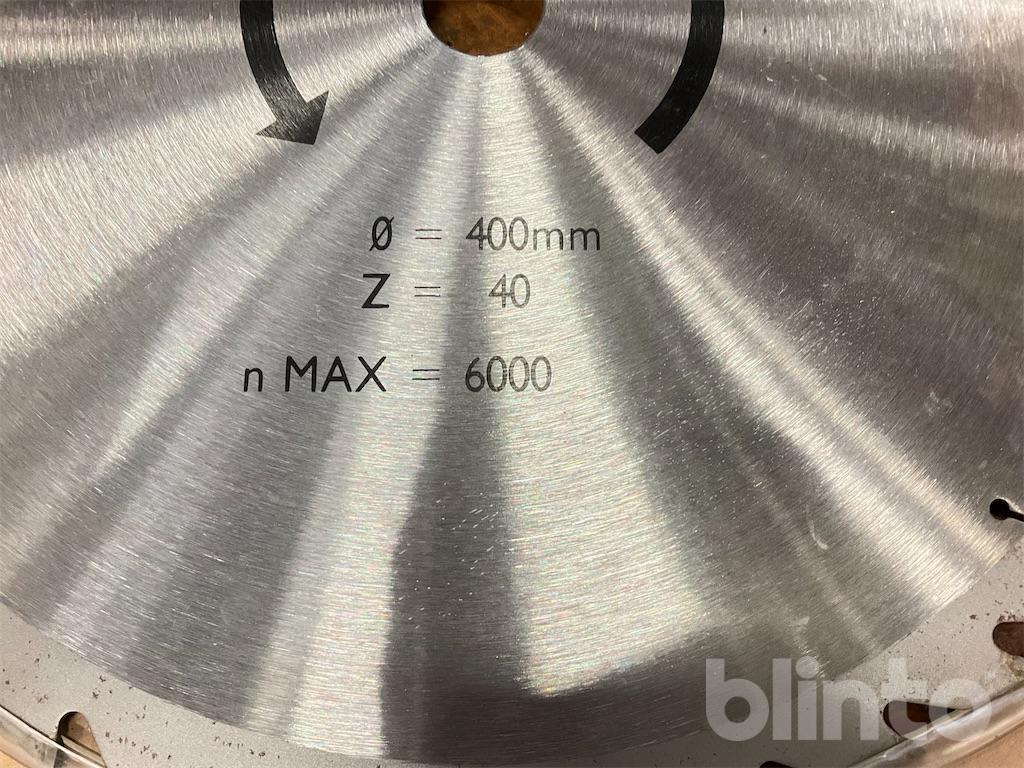 Ø = 400mm
Z = 40
n MAX = 6000
blinto